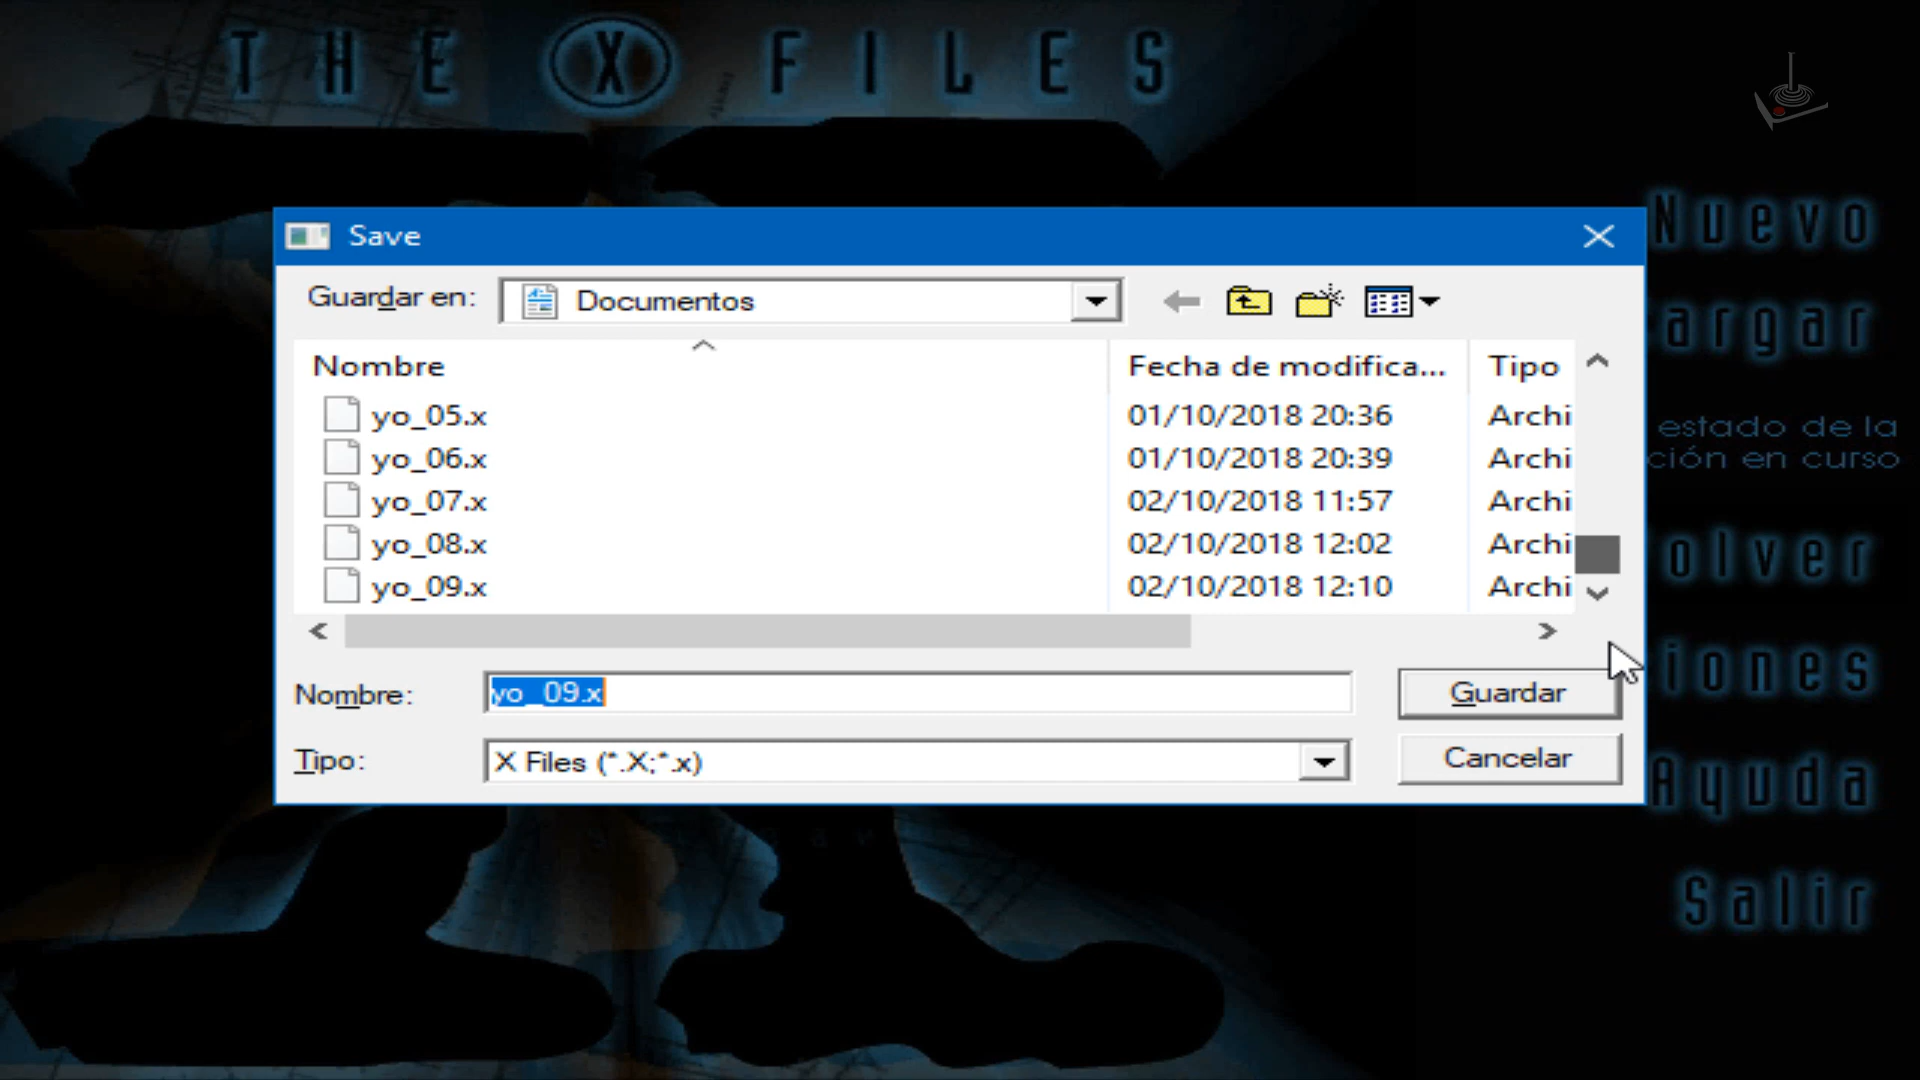 THE X FILES
Save
Guardar en: Documentos
Nombre Fecha de modifica... Tipo
yo_05.x 01/10/2018 20:36 Archi
yo_06.x 01/10/2018 20:39 Archi
yo_07.x 02/10/2018 11:57 Archi
yo_08.x 02/10/2018 12:02 Archi
yo_09.x 02/10/2018 12:10 Archi
Nombre: yo_09.x Guardar
Tipo: X Files (*.X;*.x) Cancelar
Nuevo
argar
estado de la
ción en curso
olver
iones
Ayuda
Salir